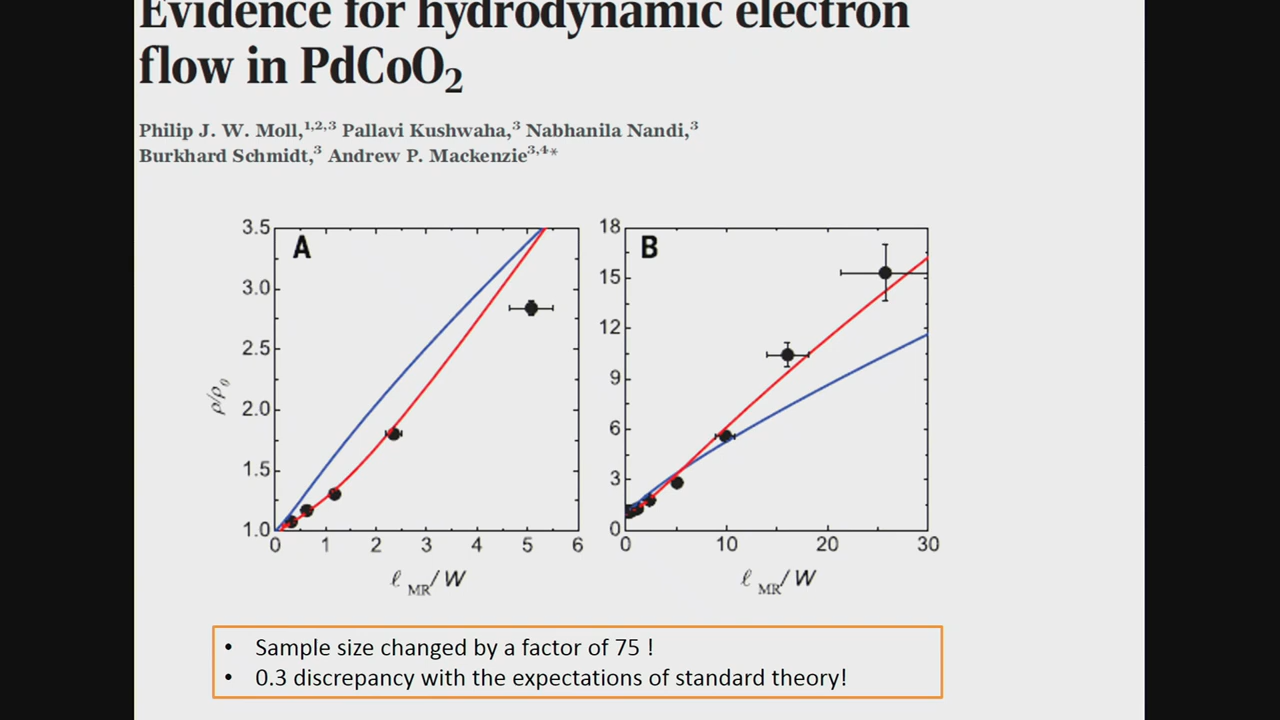 Evidence for hydrodynamic electron
flow in PdCoO₂
Philip J. W. Moll,¹,²,³ Pallavi Kushwaha,³ Nabhanila Nandi,³
Burkhard Schmidt,³ Andrew P. Mackenzie³,⁴*
A
3.5
3.0
2.5
2.0
1.5
1.0
ρ/ρ₀
0 1 2 3 4 5 6
ℓ MR / W
B
18
15
12
9
6
3
0
0 10 20 30
ℓ MR / W
• Sample size changed by a factor of 75 !
• 0.3 discrepancy with the expectations of standard theory!